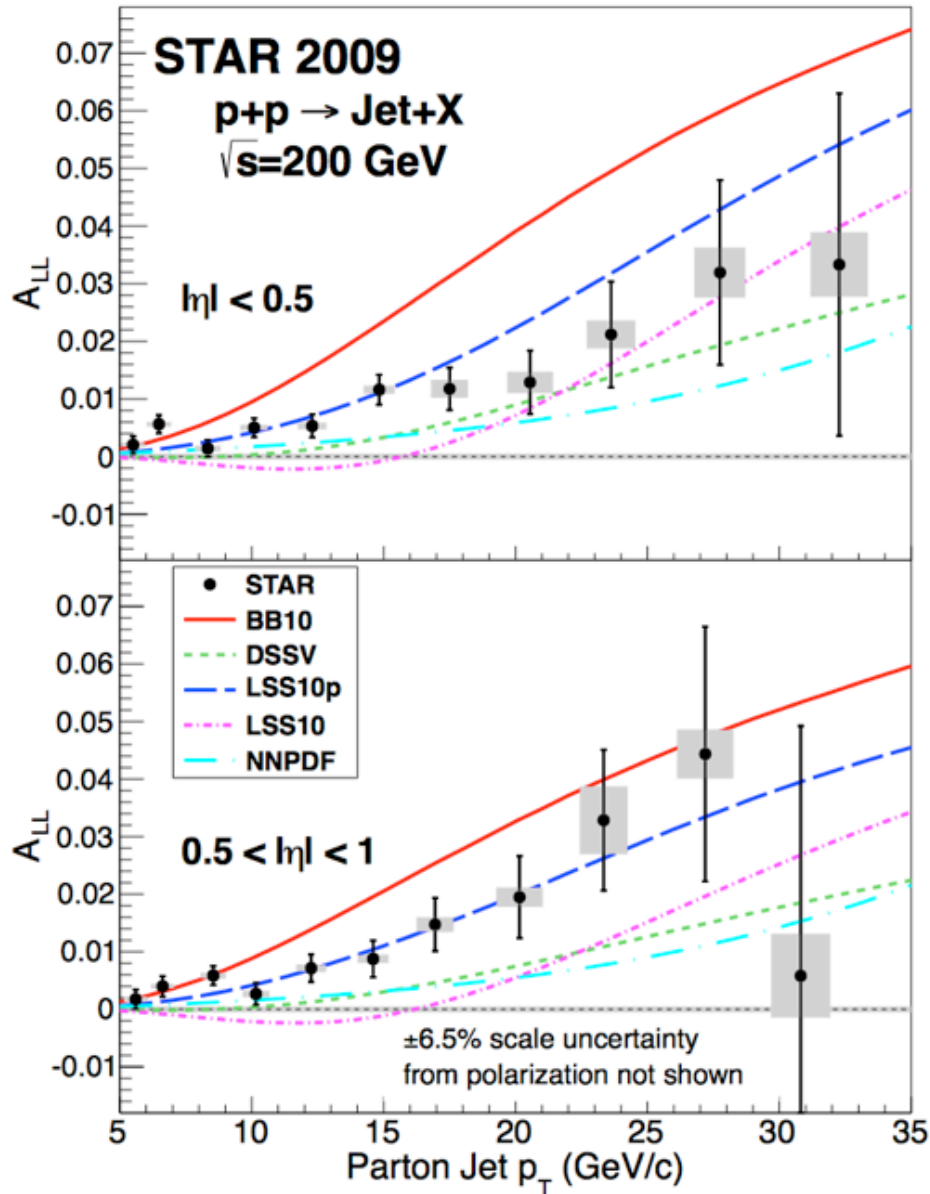 0.07
0.06
0.05
0.04
0.03
0.02
0.01
0
-0.01
A_LL
STAR 2009
p+p → Jet+X
√s=200 GeV
|η| < 0.5
0.07
0.06
0.05
0.04
0.03
0.02
0.01
0
-0.01
A_LL
STAR
BB10
DSSV
LSS10p
LSS10
NNPDF
0.5 < |η| < 1
±6.5% scale uncertainty
from polarization not shown
5 10 15 20 25 30 35
Parton Jet p_T (GeV/c)